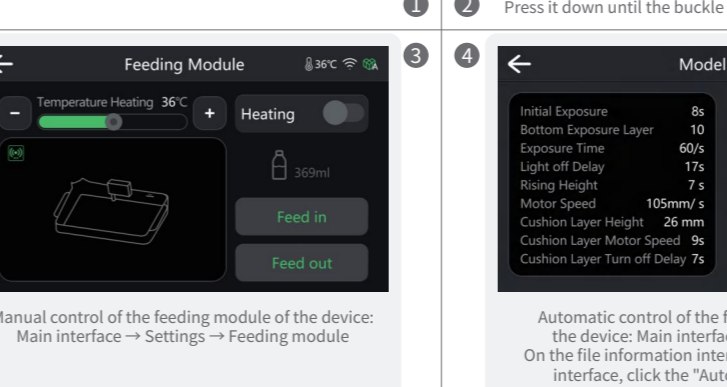 1
2
Press it down until the buckle
3
Feeding Module
36℃
Temperature Heating 36℃
-
+
Heating
369ml
Feed in
Feed out
Manual control of the feeding module of the device:
Main interface → Settings → Feeding module
4
Model
Initial Exposure 8s
Bottom Exposure Layer 10
Exposure Time 60/s
Light off Delay 17s
Rising Height 7 s
Motor Speed 105mm/ s
Cushion Layer Height 26 mm
Cushion Layer Motor Speed 9s
Cushion Layer Turn off Delay 7s
Automatic control of the
the device: Main
On the file information
interface, click the